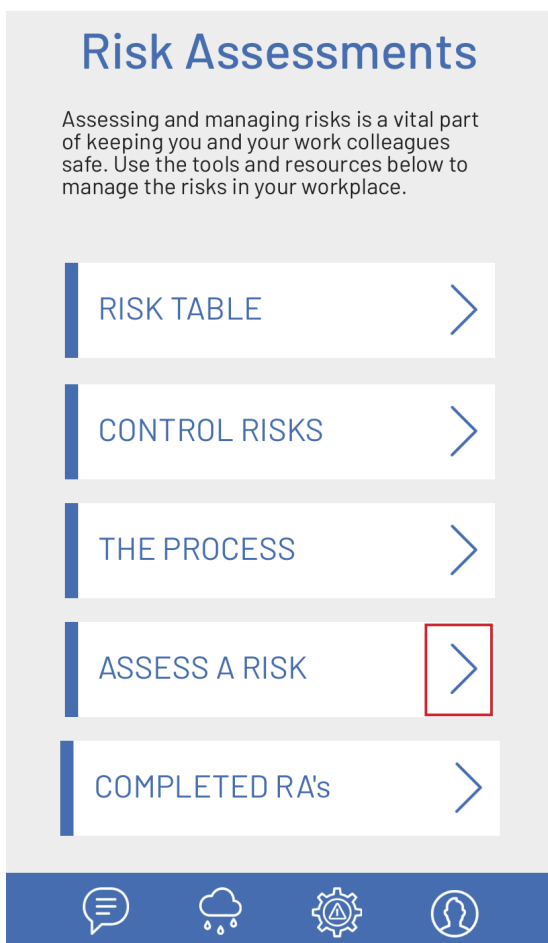 Risk Assessments
Assessing and managing risks is a vital part
of keeping you and your work colleagues
safe. Use the tools and resources below to
manage the risks in your workplace.
RISK TABLE
CONTROL RISKS
THE PROCESS
ASSESS A RISK
COMPLETED RA's